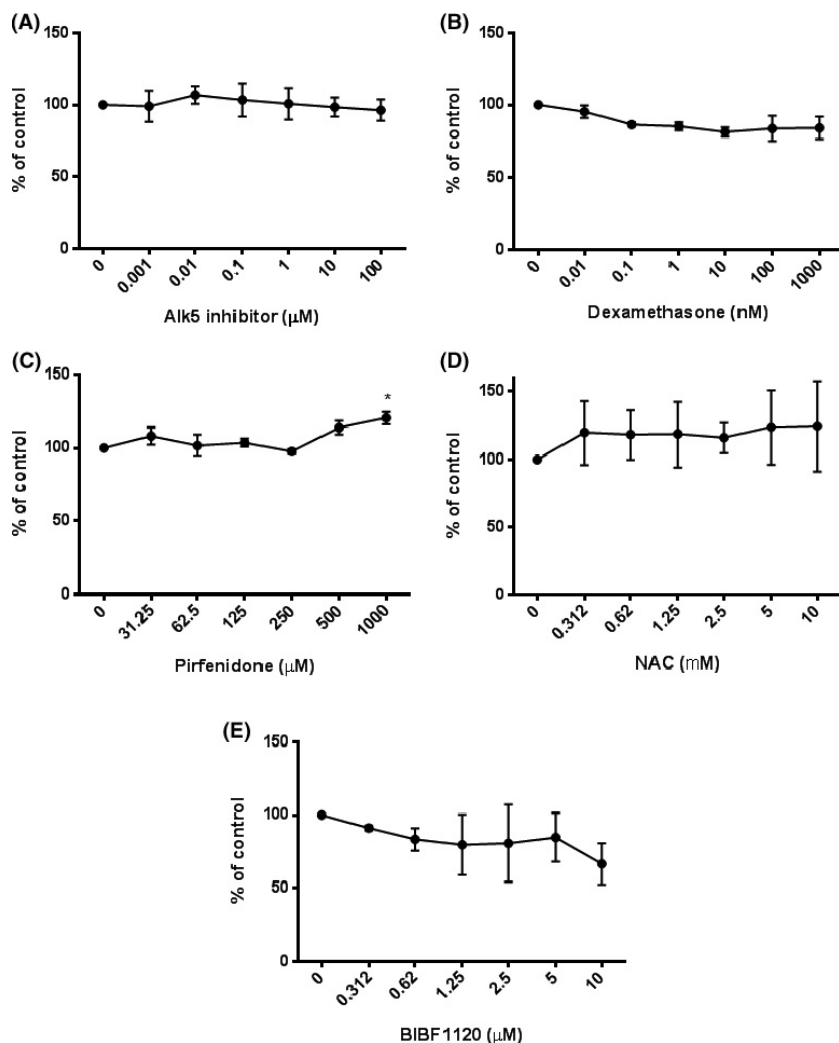 (A)
150
100
50
0
% of control
0 0.001 0.01 0.1 1 10 100
Alk5 inhibitor (μM)
(B)
150
100
50
0
% of control
0 0.01 0.1 1 10 100 1000
Dexamethasone (nM)
(C)
150
100
50
0
% of control
*
0 31.25 62.5 125 250 500 1000
Pirfenidone (μM)
(D)
150
100
50
0
% of control
0 0.312 0.62 1.25 2.5 5 10
NAC (mM)
(E)
150
100
50
0
% of control
0 0.312 0.62 1.25 2.5 5 10
BIBF1120 (μM)